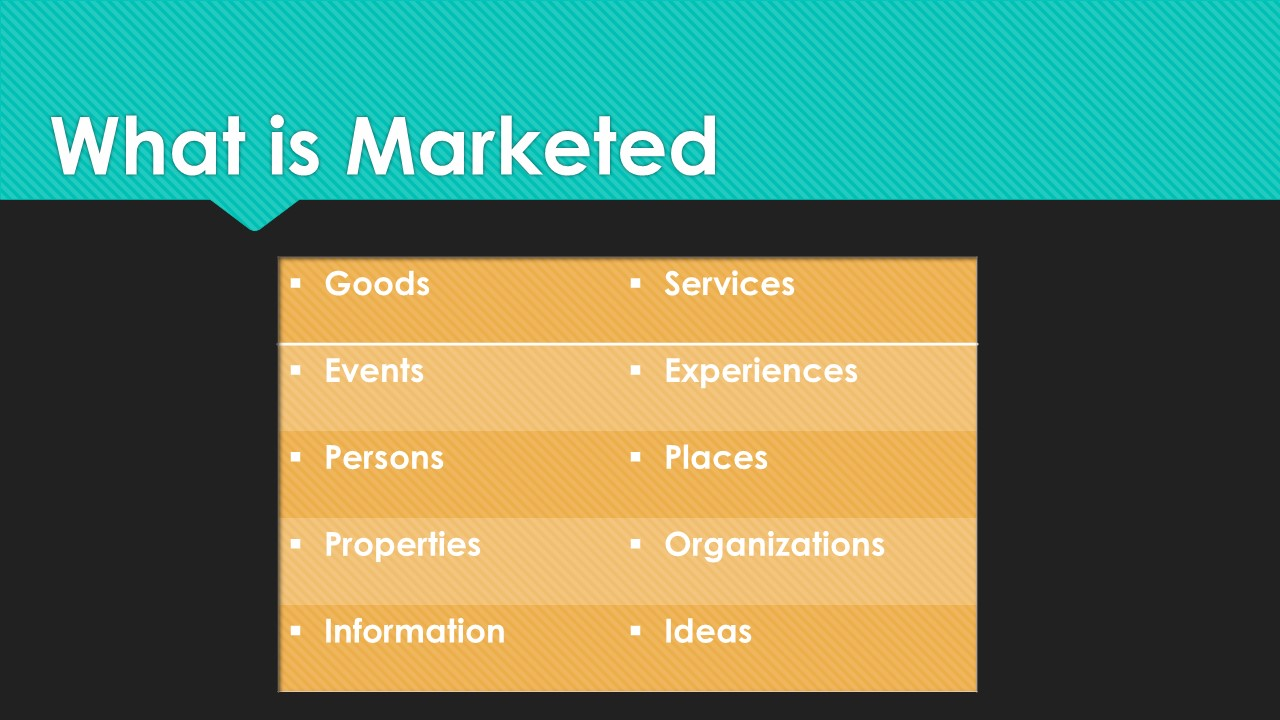 What is Marketed
▪ Goods ▪ Services
▪ Events ▪ Experiences
▪ Persons ▪ Places
▪ Properties ▪ Organizations
▪ Information ▪ Ideas